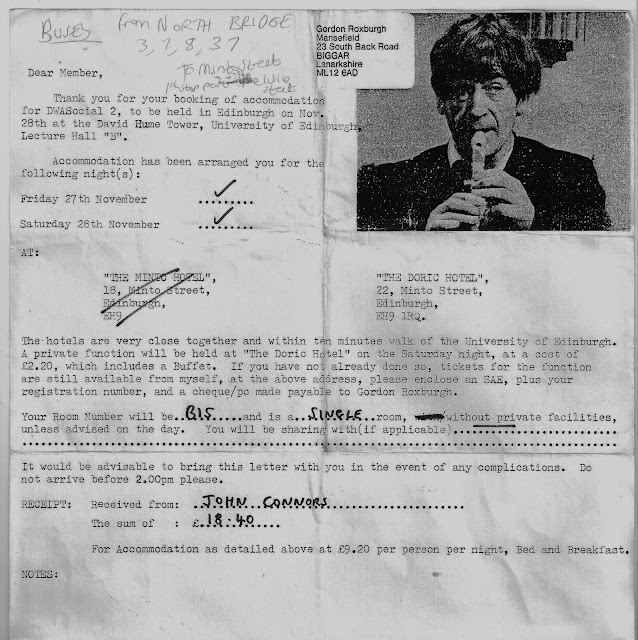 BUSES from NORTH BRIDGE
3, 7, 8, 37
to Minto Street
Gordon Roxburgh
Mansefield
23 South Back Road
BIGGAR
Lanarkshire
ML12 6AD
Dear Member,
Thank you for your booking of accommodation
for DWASocial 2, to be held in Edinburgh on Nov.
28th at the David Hume Tower, University of Edinburgh,
Lecture Hall "B".
Accommodation has been arranged you for the
following night(s):
Friday 27th November ✓
Saturday 28th November ✓
AT:
"THE MINTO HOTEL",
18, Minto Street,
Edinburgh,
EH9
"THE DORIC HOTEL",
22, Minto Street,
Edinburgh,
EH9 1RQ.
The hotels are very close together and within ten minutes walk of the University of Edinburgh.
A private function will be held at "The Doric Hotel" on the Saturday night, at a cost of
£2.20, which includes a Buffet. If you have not already done so, tickets for the function
are still available from myself, at the above address, please enclose an SAE, plus your
registration number, and a cheque/po made payable to Gordon Roxburgh.
Your Room Number will be..B15...and is a..SINGLE..room, without private facilities,
unless advised on the day. You will be sharing with(if applicable)......................
It would be advisable to bring this letter with you in the event of any complications. Do
not arrive before 2.00pm please.
RECEIPT: Received from: ..JOHN CONNORS......................
The sum of : £..18.40....
For Accommodation as detailed above at £9.20 per person per night, Bed and Breakfast.
NOTES: